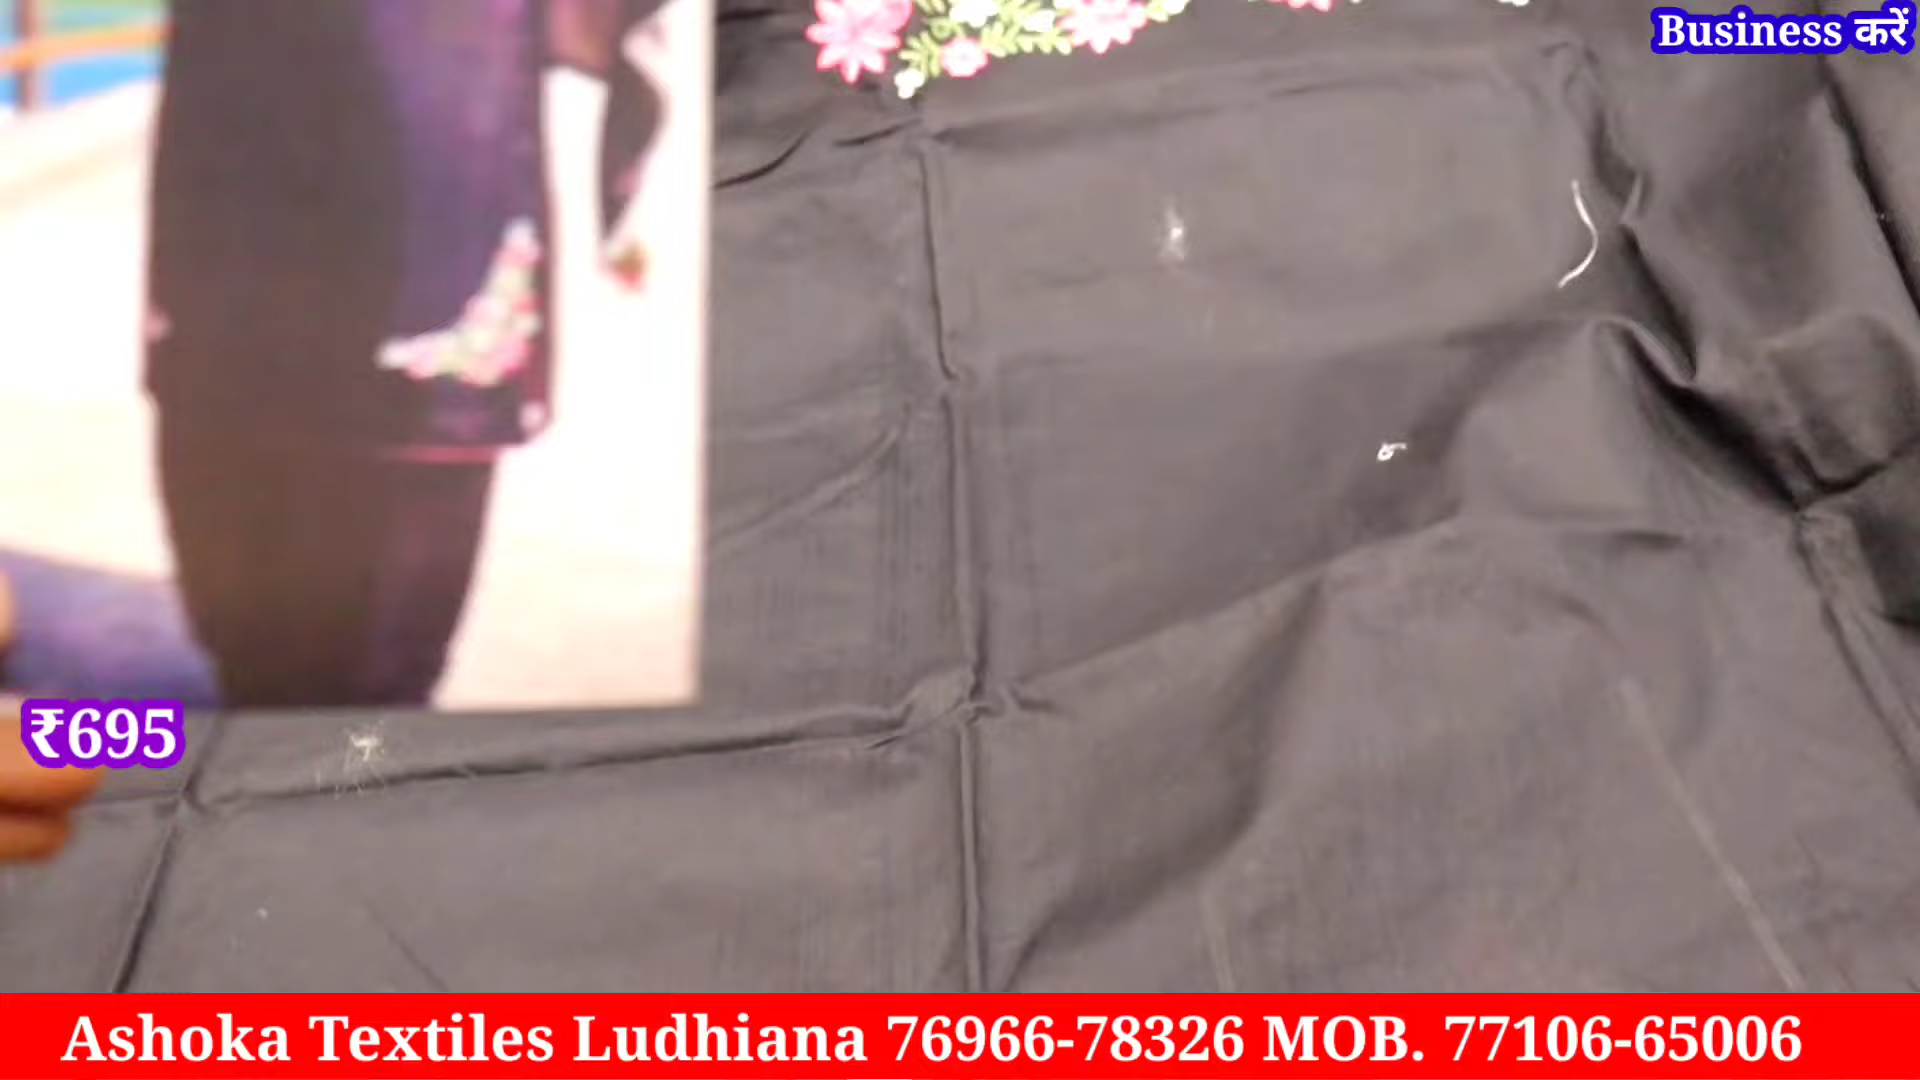 Business करें
₹695
Ashoka Textiles Ludhiana 76966-78326 MOB. 77106-65006